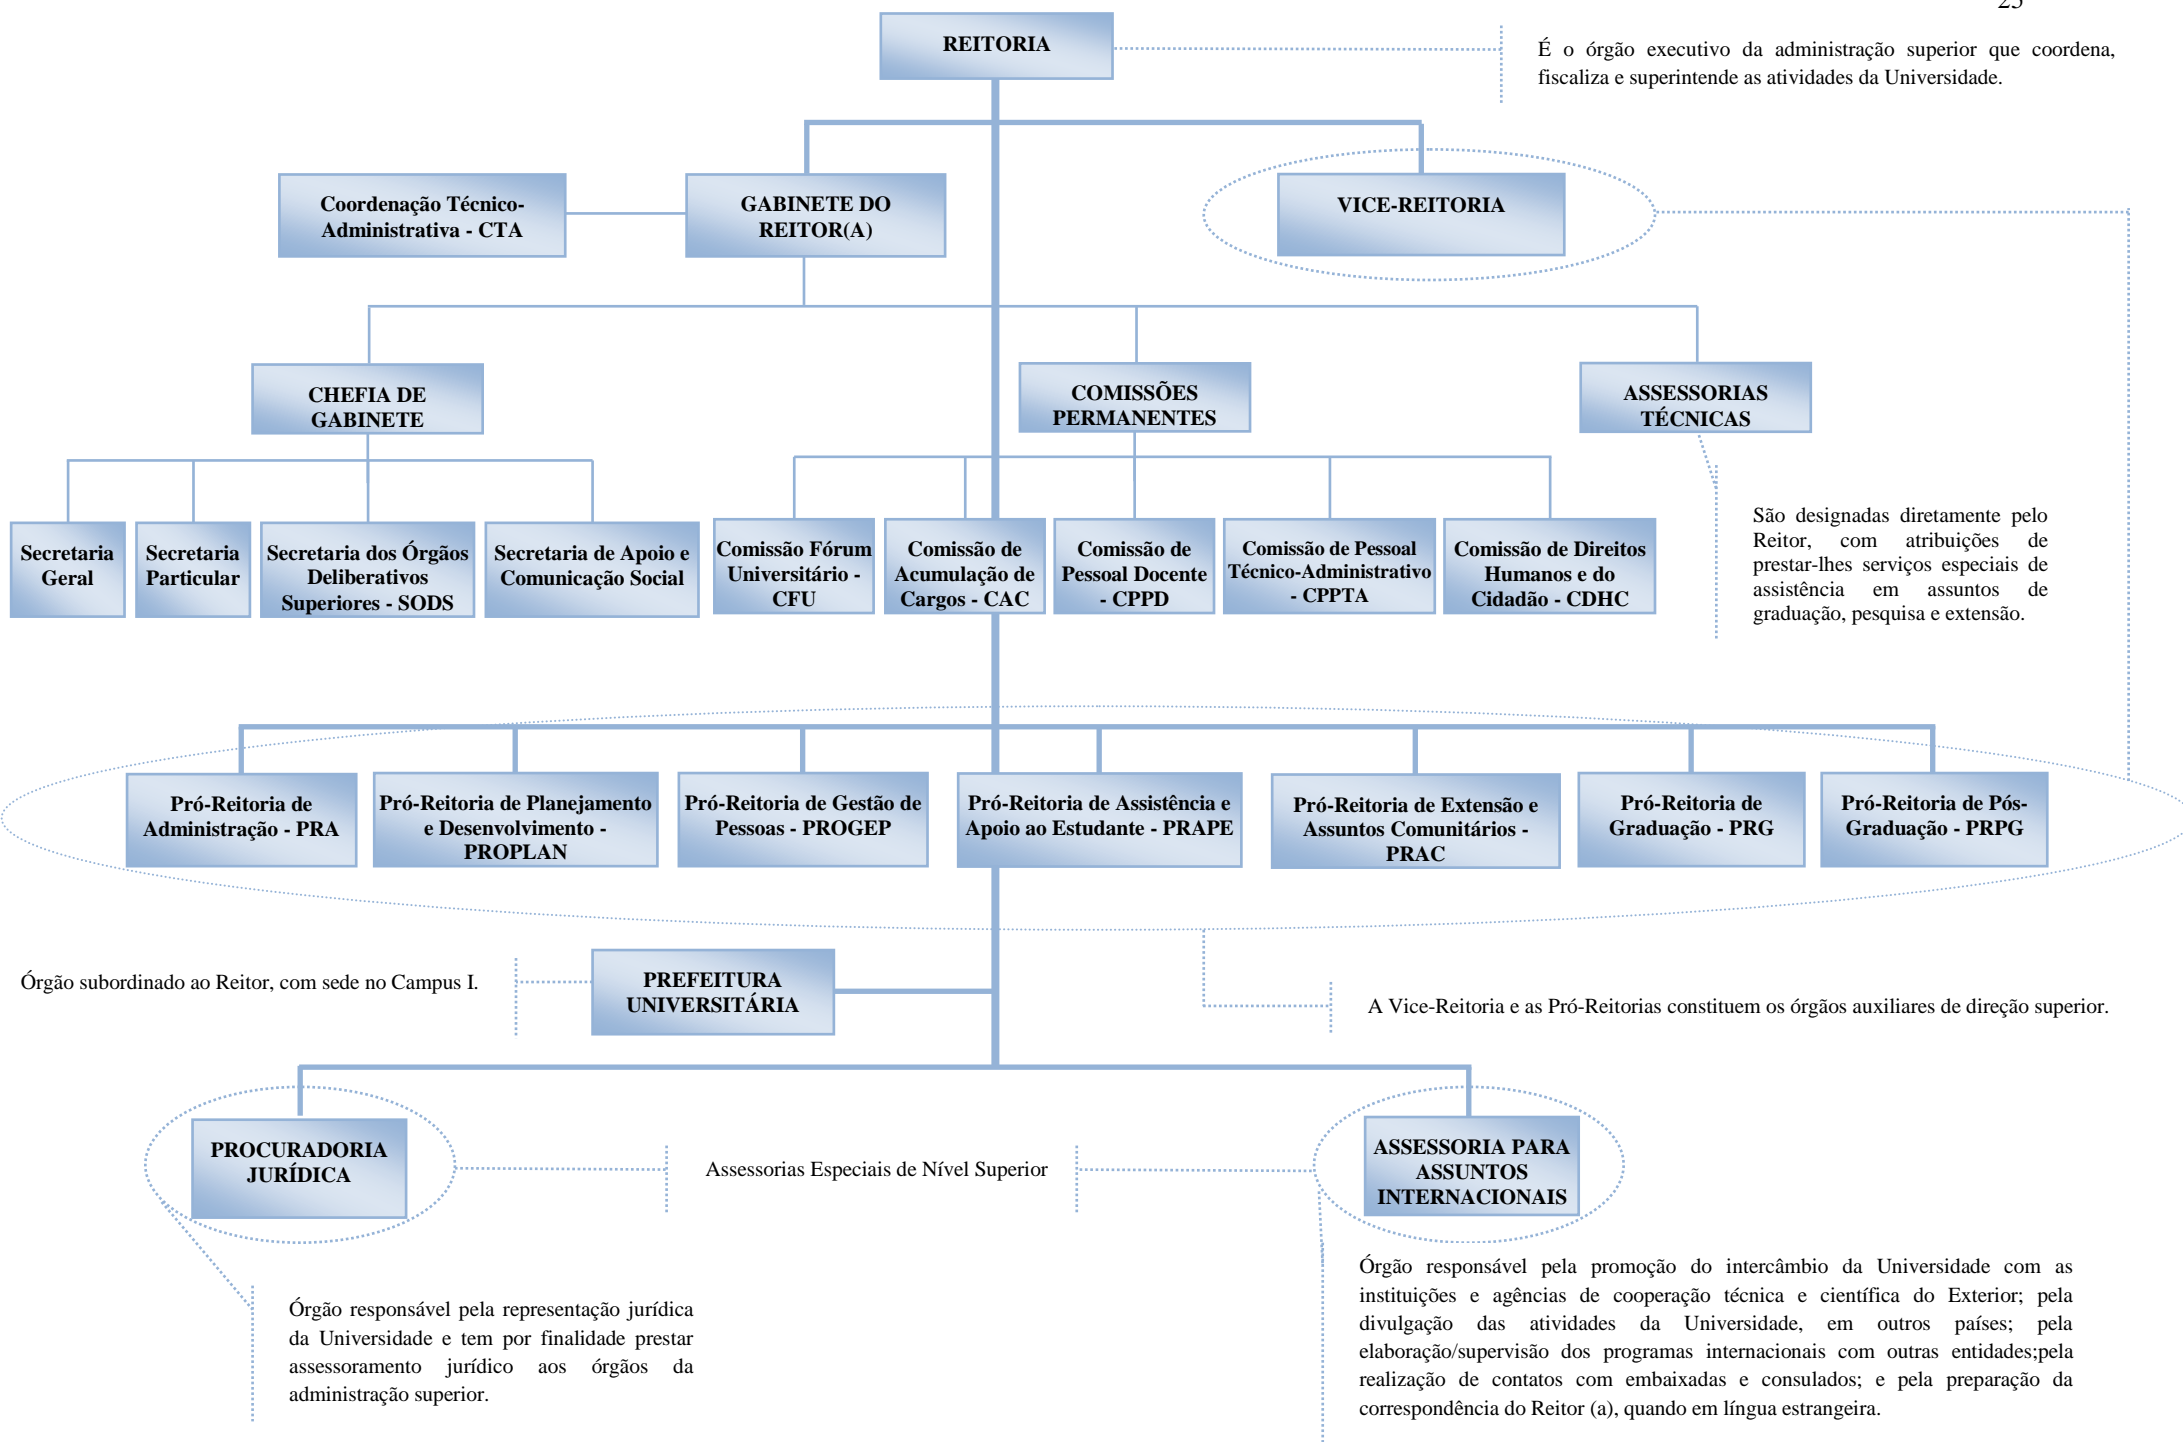 25
REITORIA
É o órgão executivo da administração superior que coordena,
fiscaliza e superintende as atividades da Universidade.
Coordenação Técnico-
Administrativa - CTA
GABINETE DO
REITOR(A)
VICE-REITORIA
CHEFIA DE
GABINETE
COMISSÕES
PERMANENTES
ASSESSORIAS
TÉCNICAS
Secretaria
Geral
Secretaria
Particular
Secretaria dos Órgãos
Deliberativos
Superiores - SODS
Secretaria de Apoio e
Comunicação Social
Comissão Fórum
Universitário -
CFU
Comissão de
Acumulação de
Cargos - CAC
Comissão de
Pessoal Docente
- CPPD
Comissão de Pessoal
Técnico-Administrativo
- CPPTA
Comissão de Direitos
Humanos e do
Cidadão - CDHC
São designadas diretamente pelo
Reitor, com atribuições de
prestar-lhes serviços especiais de
assistência em assuntos de
graduação, pesquisa e extensão.
Pró-Reitoria de
Administração - PRA
Pró-Reitoria de Planejamento
e Desenvolvimento -
PROPLAN
Pró-Reitoria de Gestão de
Pessoas - PROGEP
Pró-Reitoria de Assistência e
Apoio ao Estudante - PRAPE
Pró-Reitoria de Extensão e
Assuntos Comunitários -
PRAC
Pró-Reitoria de
Graduação - PRG
Pró-Reitoria de Pós-
Graduação - PRPG
Órgão subordinado ao Reitor, com sede no Campus I.
PREFEITURA
UNIVERSITÁRIA
A Vice-Reitoria e as Pró-Reitorias constituem os órgãos auxiliares de direção superior.
PROCURADORIA
JURÍDICA
Assessorias Especiais de Nível Superior
ASSESSORIA PARA
ASSUNTOS
INTERNACIONAIS
Órgão responsável pela representação jurídica
da Universidade e tem por finalidade prestar
assessoramento jurídico aos órgãos da
administração superior.
Órgão responsável pela promoção do intercâmbio da Universidade com as
instituições e agências de cooperação técnica e científica do Exterior; pela
divulgação das atividades da Universidade, em outros países; pela
elaboração/supervisão dos programas internacionais com outras entidades;pela
realização de contatos com embaixadas e consulados; e pela preparação da
correspondência do Reitor (a), quando em língua estrangeira.